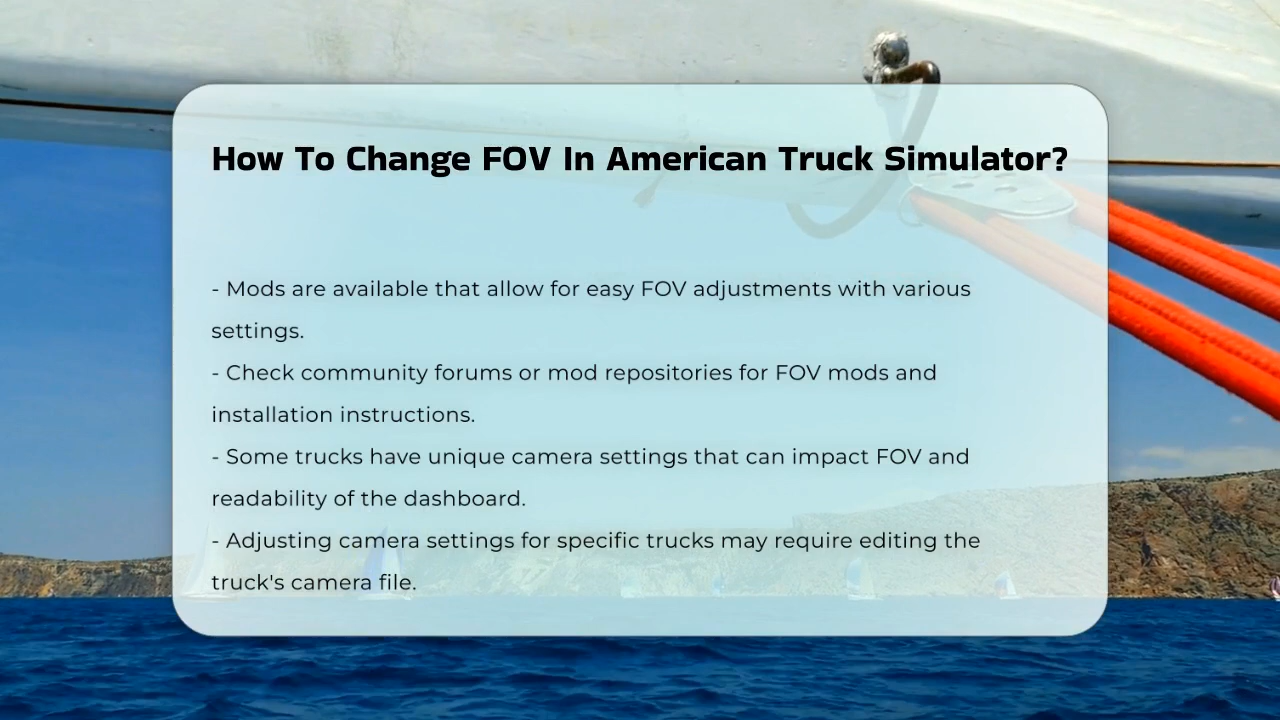 How To Change FOV In American Truck Simulator?
- Mods are available that allow for easy FOV adjustments with various
settings.
- Check community forums or mod repositories for FOV mods and
installation instructions.
- Some trucks have unique camera settings that can impact FOV and
readability of the dashboard.
- Adjusting camera settings for specific trucks may require editing the
truck's camera file.